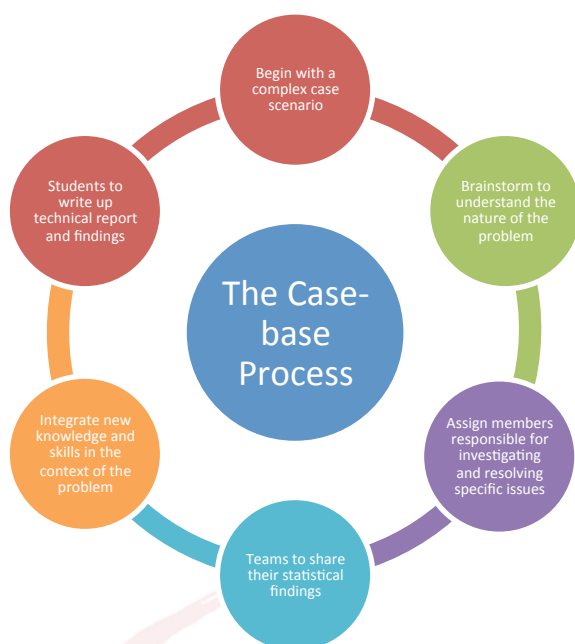 Begin with a
complex case
scenario
Brainstorm to
understand the
nature of the
problem
Assign members
responsible for
investigating
and resolving
specific issues
Teams to share
their statistical
findings
Integrate new
knowledge and
skills in the
context of the
problem
Students to
write up
technical report
and findings
The Case-
base
Process